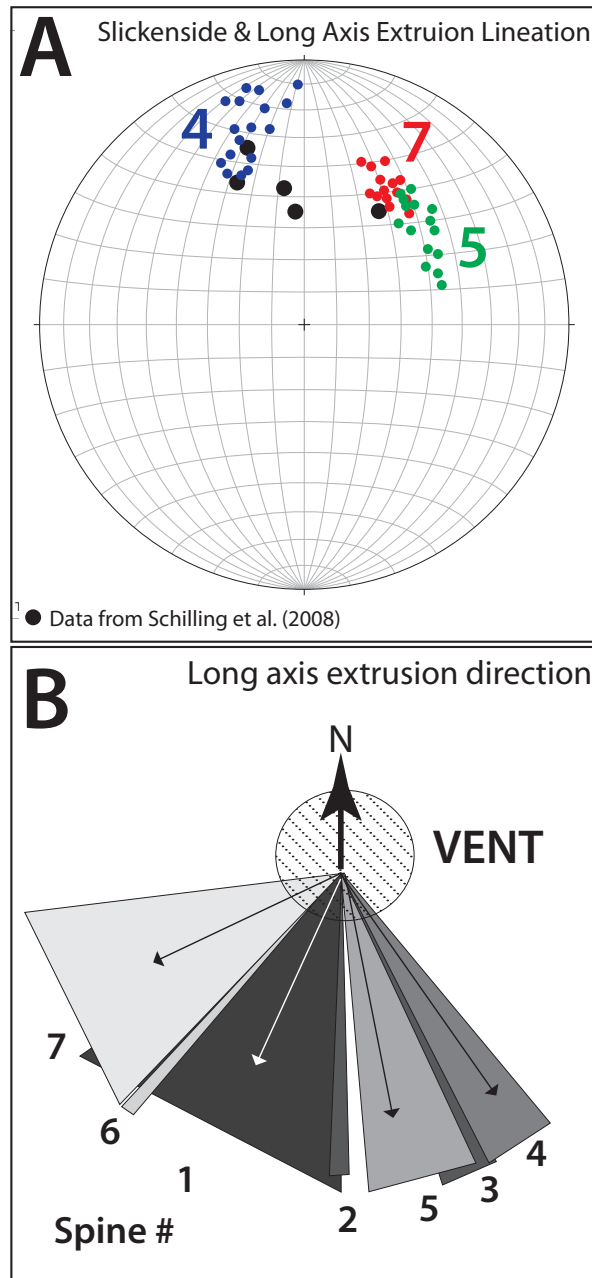 A
Slickenside & Long Axis Extruion Lineation
4
7
5
Data from Schilling et al. (2008)
B
Long axis extrusion direction
N
VENT
7
6
1
2
5
3
4
Spine #